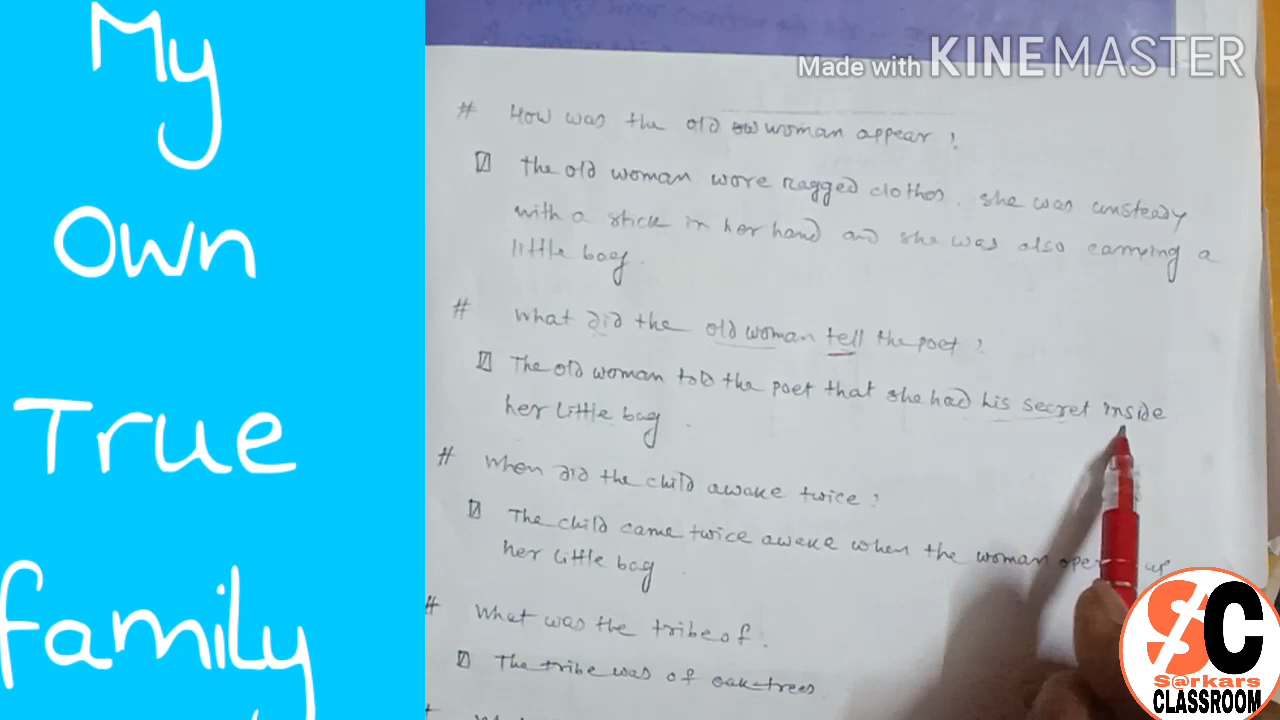 My
Own
True
family
Made with KINEMASTER
# How was the old woman appear?
The old woman wore ragged clothes. She was unsteady
with a stick in her hand and she was also carrying a
little bag.
# What did the old woman tell the poet?
The old woman told the poet that she had his secret inside
her little bag.
# When did the child awake twice?
The child came twice awake when the woman open up
her little bag.
# What was the tribe of?
The tribe was of oak-trees
SC
S@rkars
CLASSROOM